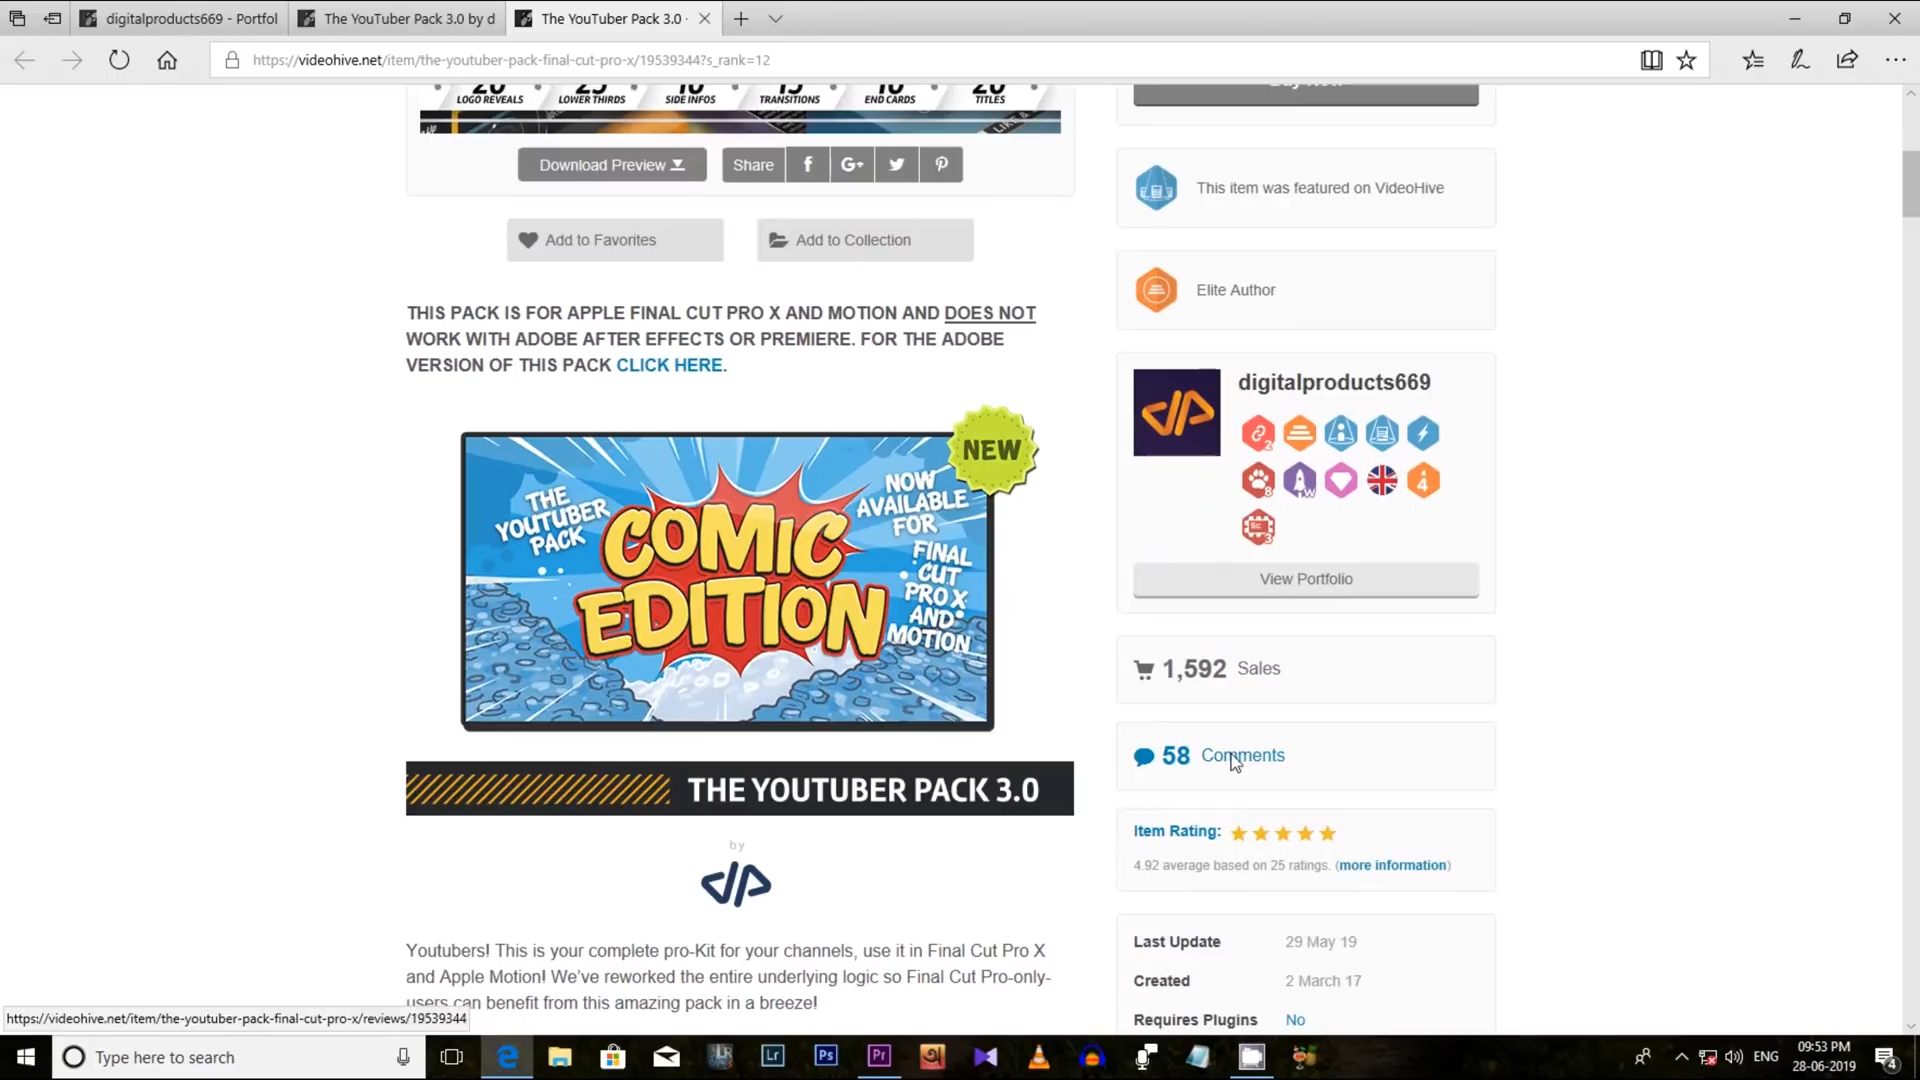 digitalproducts669 - Portfol
The YouTuber Pack 3.0 by d
The YouTuber Pack 3.0 -
https://videohive.net/item/the-youtuber-pack-final-cut-pro-x/19539344?s_rank=12
LOGO REVEALS
LOWER THIRDS
SIDE INFOS
TRANSITIONS
END CARDS
TITLES
Download Preview
Share
Add to Favorites
Add to Collection
THIS PACK IS FOR APPLE FINAL CUT PRO X AND MOTION AND DOES NOT
WORK WITH ADOBE AFTER EFFECTS OR PREMIERE. FOR THE ADOBE
VERSION OF THIS PACK CLICK HERE.
NEW
THE
YOUTUBER
PACK
COMIC
EDITION
NOW
AVAILABLE
FOR
FINAL
CUT
PRO X
AND
MOTION
THE YOUTUBER PACK 3.0
by
Youtubers! This is your complete pro-Kit for your channels, use it in Final Cut Pro X
and Apple Motion! We've reworked the entire underlying logic so Final Cut Pro-only-
users can benefit from this amazing pack in a breeze!
This item was featured on VideoHive
Elite Author
digitalproducts669
View Portfolio
1,592 Sales
58 Comments
Item Rating:
4.92 average based on 25 ratings. (more information)
Last Update 29 May 19
Created 2 March 17
Requires Plugins No
https://videohive.net/item/the-youtuber-pack-final-cut-pro-x/reviews/19539344
Type here to search
Lr
Ps
Pr
ENG
09:53 PM
28-06-2019
4